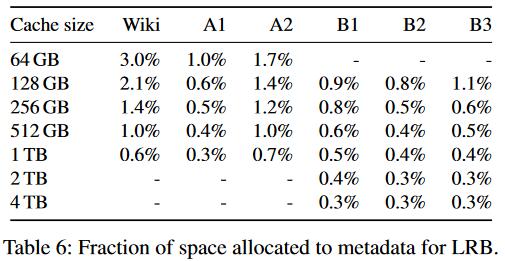 Cache size Wiki A1 A2 B1 B2 B3
64 GB 3.0% 1.0% 1.7% - - -
128 GB 2.1% 0.6% 1.4% 0.9% 0.8% 1.1%
256 GB 1.4% 0.5% 1.2% 0.8% 0.5% 0.6%
512 GB 1.0% 0.4% 1.0% 0.6% 0.4% 0.5%
1 TB 0.6% 0.3% 0.7% 0.5% 0.4% 0.4%
2 TB - - - 0.4% 0.3% 0.3%
4 TB - - - 0.3% 0.3% 0.3%
Table 6: Fraction of space allocated to metadata for LRB.